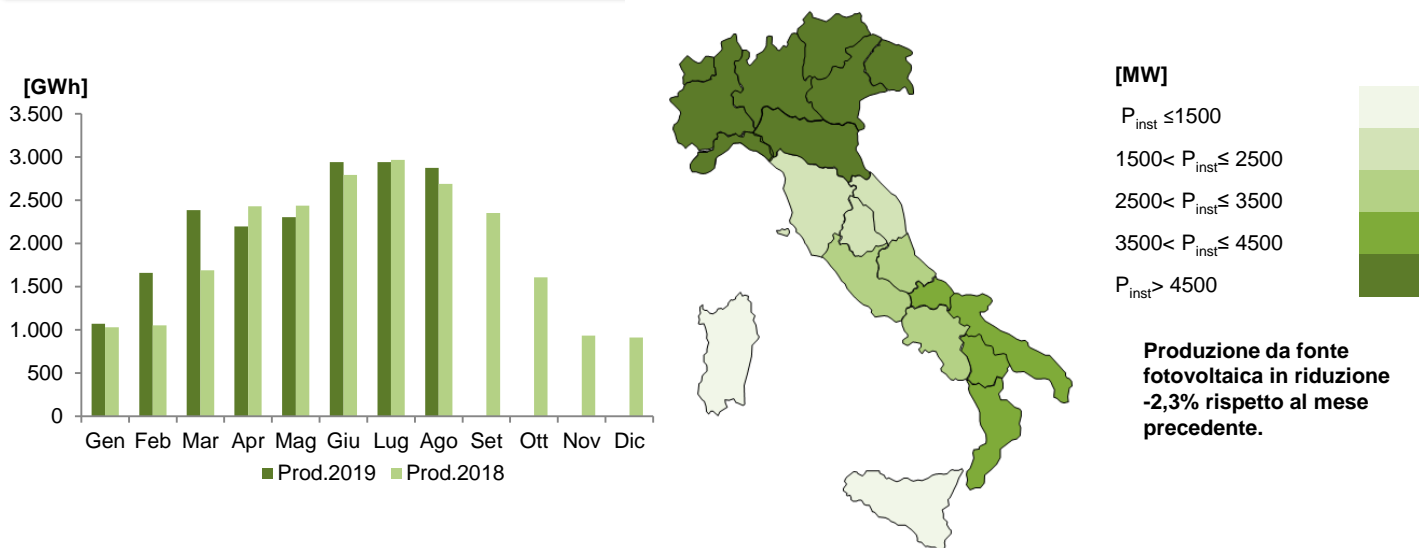 [GWh]
3.500
3.000
2.500
2.000
1.500
1.000
500
0
Gen Feb Mar Apr Mag Giu Lug Ago Set Ott Nov Dic
Prod.2019 Prod.2018
[MW]
Pinst ≤1500
1500< Pinst≤ 2500
2500< Pinst≤ 3500
3500< Pinst≤ 4500
Pinst> 4500
Produzione da fonte
fotovoltaica in riduzione
-2,3% rispetto al mese
precedente.